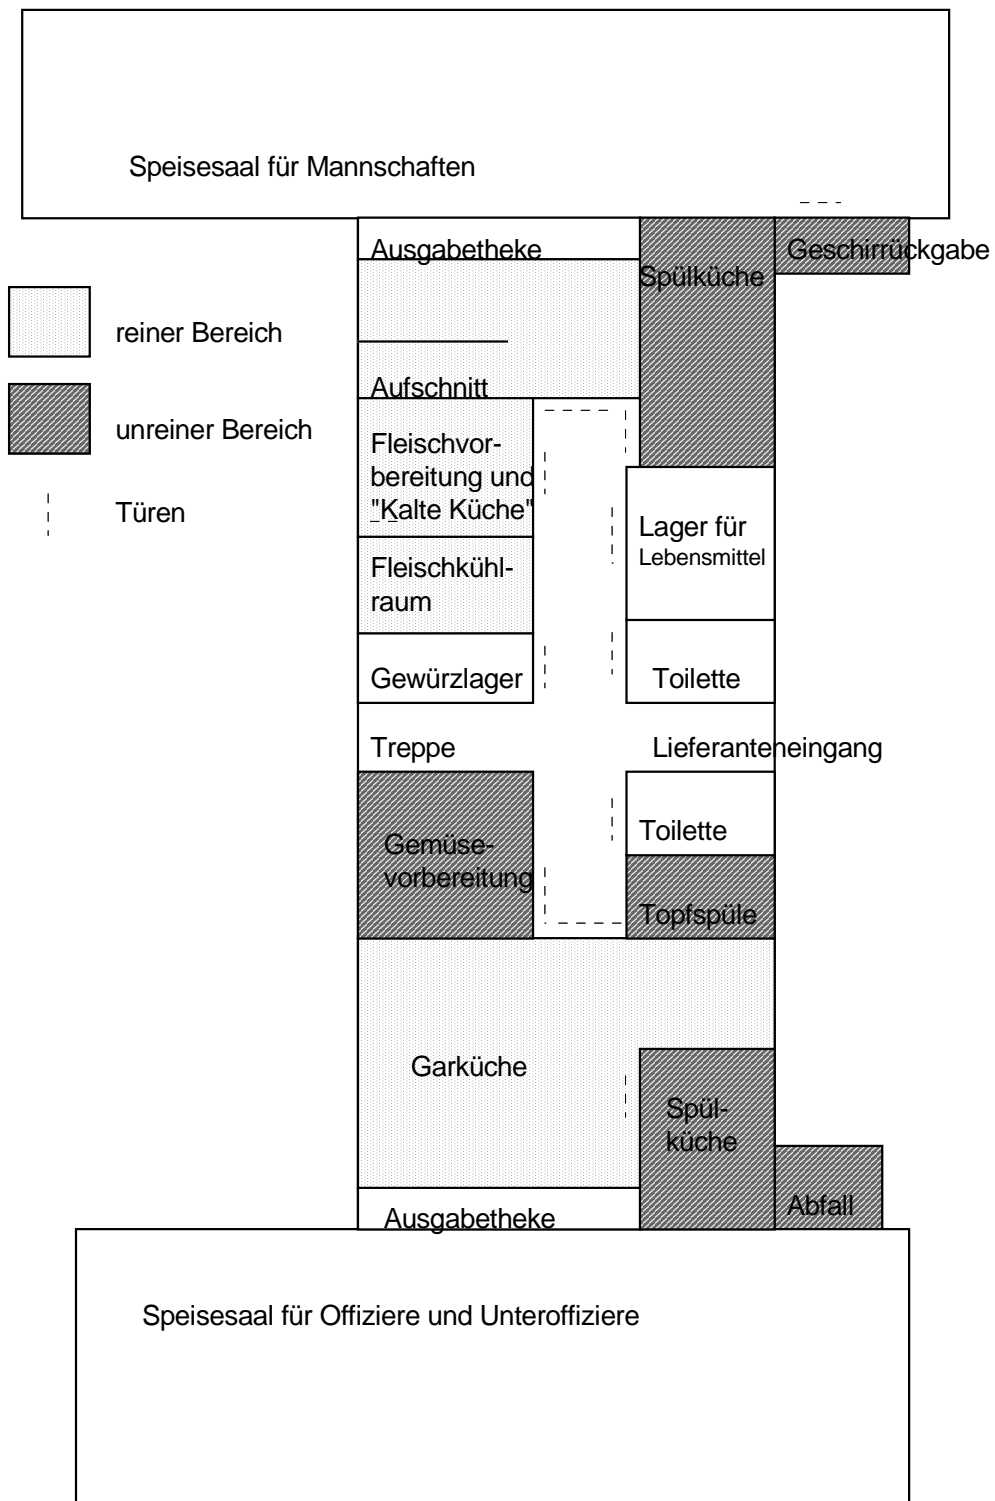 Speisesaal für Mannschaften
Ausgabetheke
Geschirrückgabe
Spülküche
reiner Bereich
Aufschnitt
unreiner Bereich
Fleischvor-
bereitung und
"Kalte Küche"
Türen
Lager für
Lebensmittel
Fleischkühl-
raum
Gewürzlager
Toilette
Treppe
Lieferanteneingang
Toilette
Gemüse-
vorbereitung
Topfspüle
Garküche
Spül-
küche
Abfall
Ausgabetheke
Speisesaal für Offiziere und Unteroffiziere